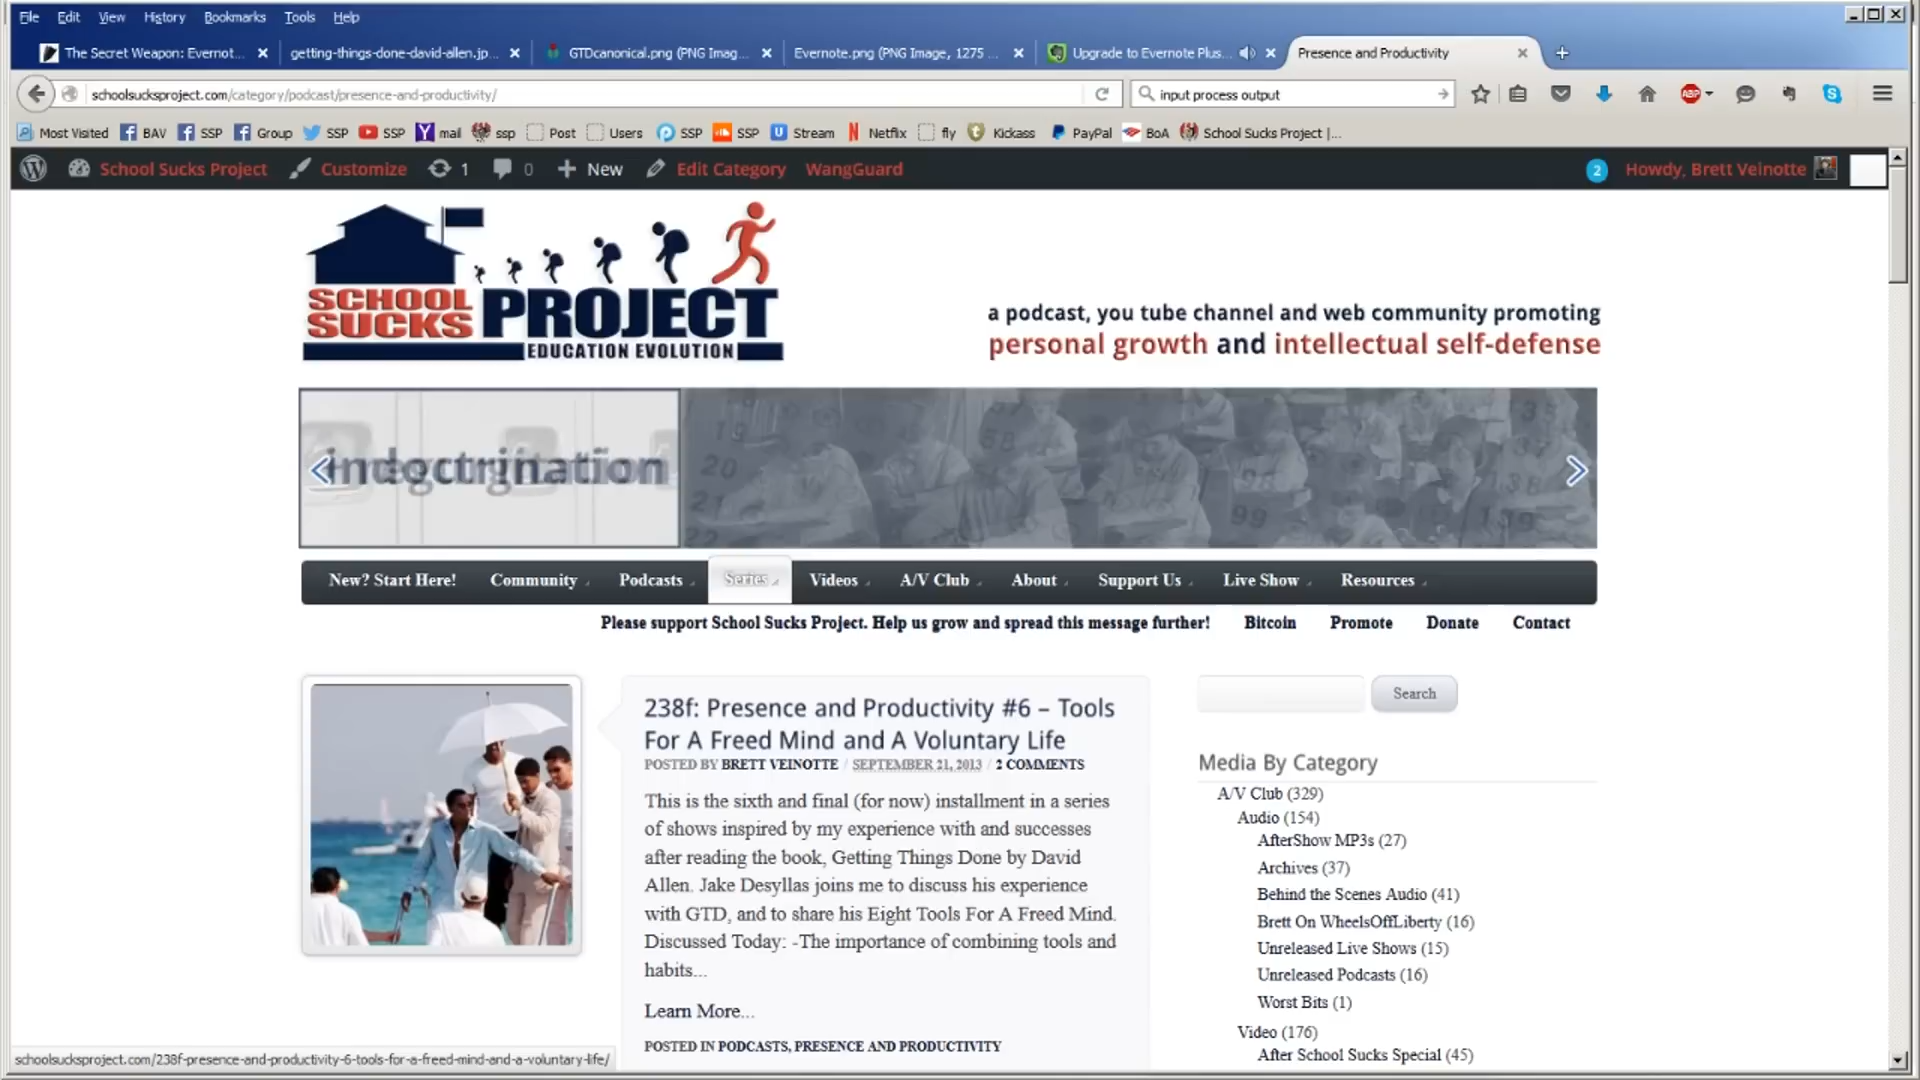 File Edit View History Bookmarks Tools Help
The Secret Weapon: Evernot...
getting-things-done-david-allen.jp...
GTDcanonical.png (PNG Imag...
Evernote.png (PNG Image, 1275 ...
Upgrade to Evernote Plus...
Presence and Productivity
schoolsucksproject.com/category/podcast/presence-and-productivity/
input process output
ABP
Most Visited BAV SSP Group SSP SSP mail ssp Post Users SSP SSP Stream Netflix fly Kickass PayPal BoA School Sucks Project |...
School Sucks Project Customize 1 0 New Edit Category WangGuard 2 Howdy, Brett Veinotte
SCHOOL SUCKS PROJECT
EDUCATION EVOLUTION
a podcast, you tube channel and web community promoting
personal growth and intellectual self-defense
indoctrination
New? Start Here! Community Podcasts Series Videos A/V Club About Support Us Live Show Resources
Please support School Sucks Project. Help us grow and spread this message further! Bitcoin Promote Donate Contact
238f: Presence and Productivity #6 – Tools
For A Freed Mind and A Voluntary Life
POSTED BY BRETT VEINOTTE / SEPTEMBER 21, 2013 / 2 COMMENTS
This is the sixth and final (for now) installment in a series
of shows inspired by my experience with and successes
after reading the book, Getting Things Done by David
Allen. Jake Desyllas joins me to discuss his experience
with GTD, and to share his Eight Tools For A Freed Mind.
Discussed Today: -The importance of combining tools and
habits...
Learn More...
POSTED IN PODCASTS, PRESENCE AND PRODUCTIVITY
Search
Media By Category
A/V Club (329)
Audio (154)
AfterShow MP3s (27)
Archives (37)
Behind the Scenes Audio (41)
Brett On WheelsOffLiberty (16)
Unreleased Live Shows (15)
Unreleased Podcasts (16)
Worst Bits (1)
Video (176)
After School Sucks Special (45)
schoolsucksproject.com/238f-presence-and-productivity-6-tools-for-a-freed-mind-and-a-voluntary-life/